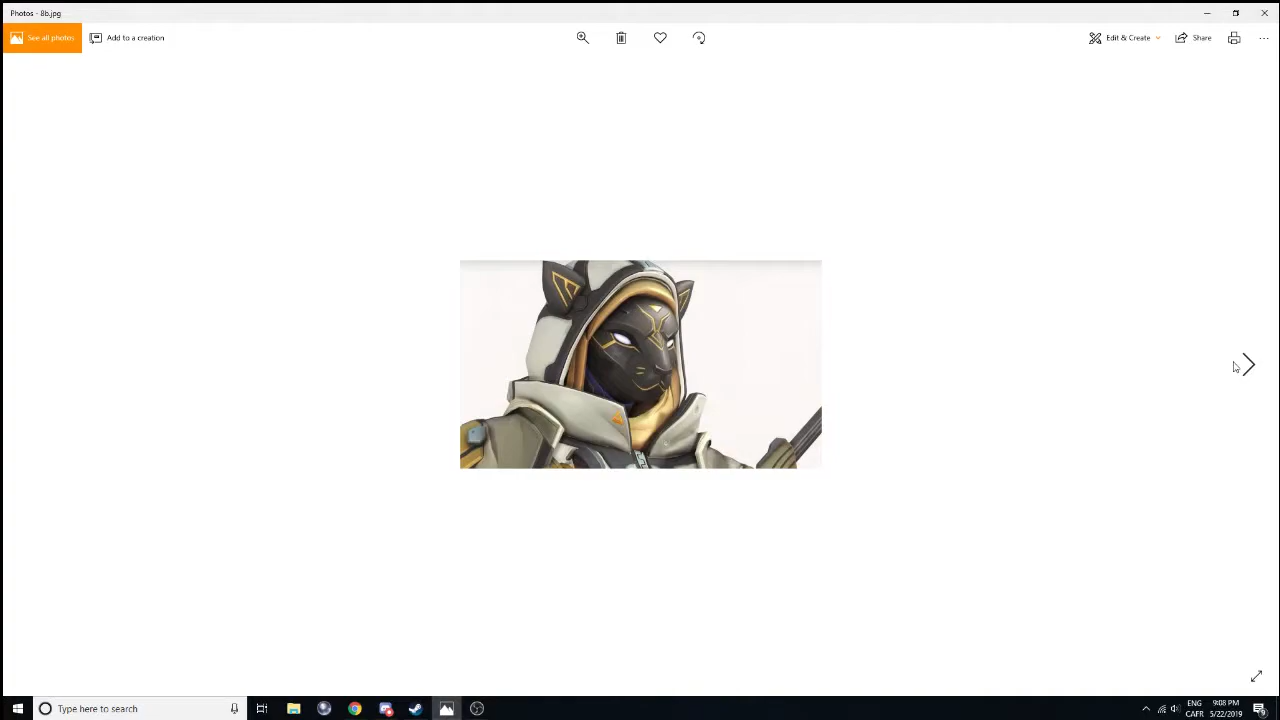 Photos - 8b.jpg
See all photos
Add to a creation
Edit & Create
Share
Type here to search
ENG
CAFR
9:08 PM
5/22/2019